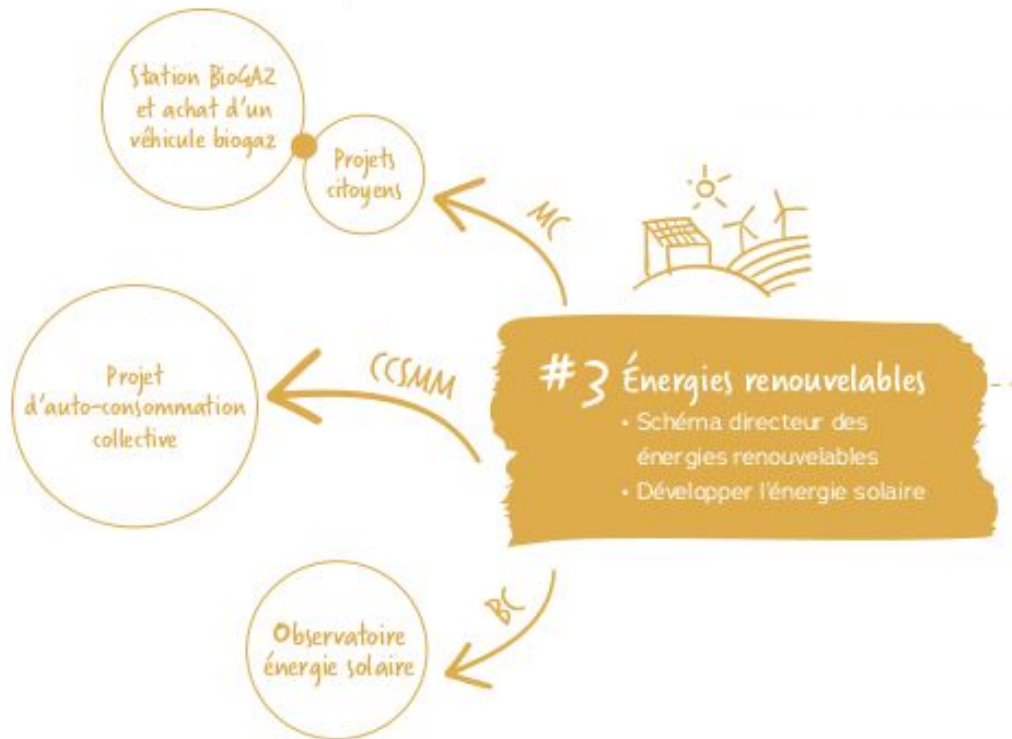 Station BioGAZ
et achat d'un
véhicule biogaz
Projets
citoyens
MC
#3 Énergies renouvelables
• Schéma directeur des
énergies renouvelables
• Développer l'énergie solaire
CCSMM
Projet
d'auto-consommation
collective
BC
Observatoire
énergie solaire